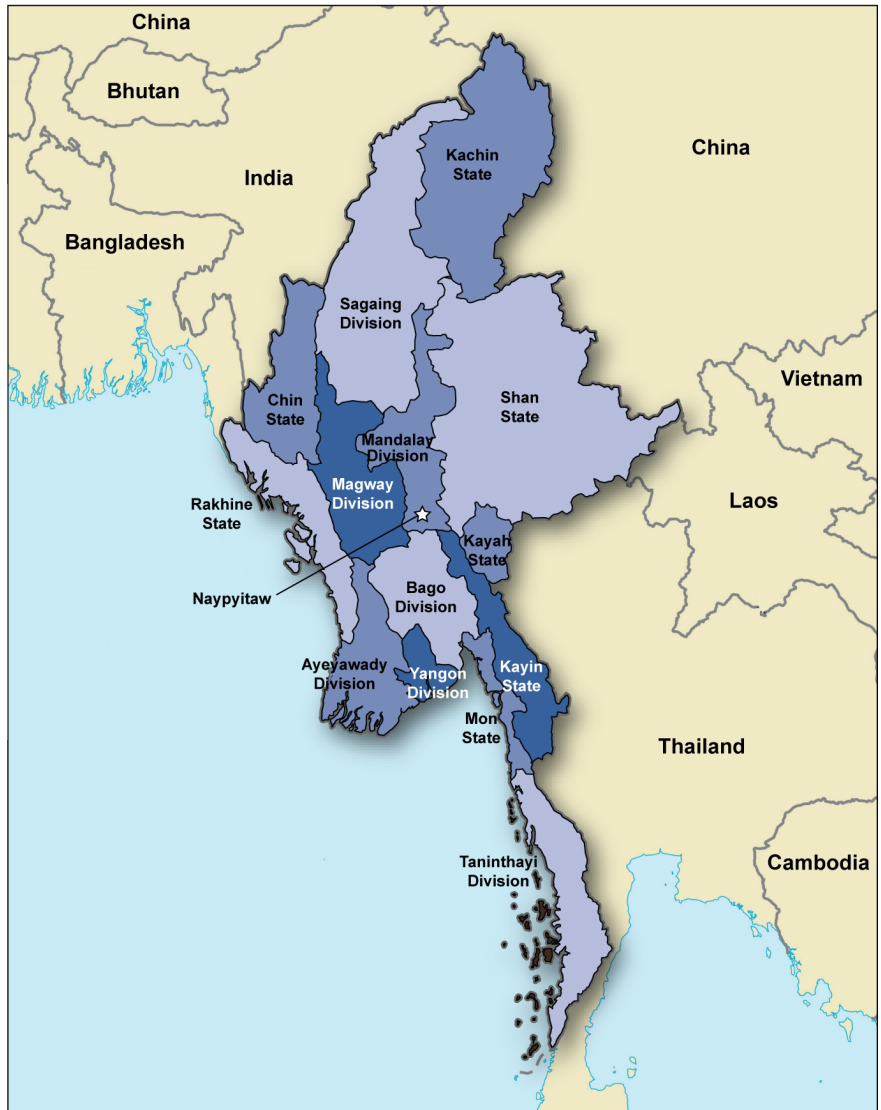 China
Bhutan
Kachin
State
China
India
Bangladesh
Sagaing
Division
Vietnam
Chin
State
Shan
State
Mandalay
Division
Magway
Division
Rakhine
State
Laos
Kayah
State
Naypyitaw
Bago
Division
Ayeyawady
Division
Yangon
Division
Kayin
State
Mon
State
Thailand
Taninthayi
Division
Cambodia